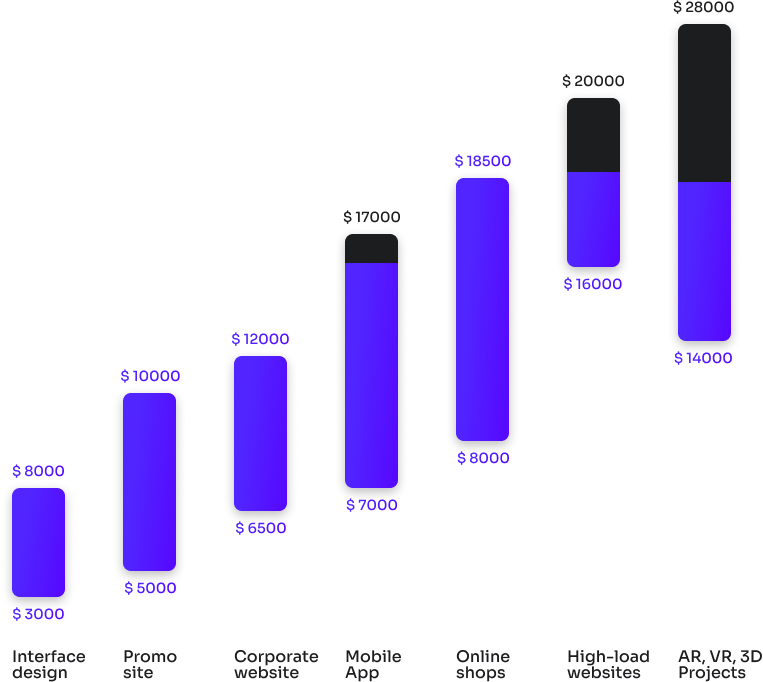 $ 28000
$ 20000
$ 18500
$ 17000
$ 16000
$ 12000
$ 14000
$ 10000
$ 8000
$ 8000
$ 7000
$ 6500
$ 5000
$ 3000
Interface
design
Promo
site
Corporate
website
Mobile
App
Online
shops
High-load
websites
AR, VR, 3D
Projects